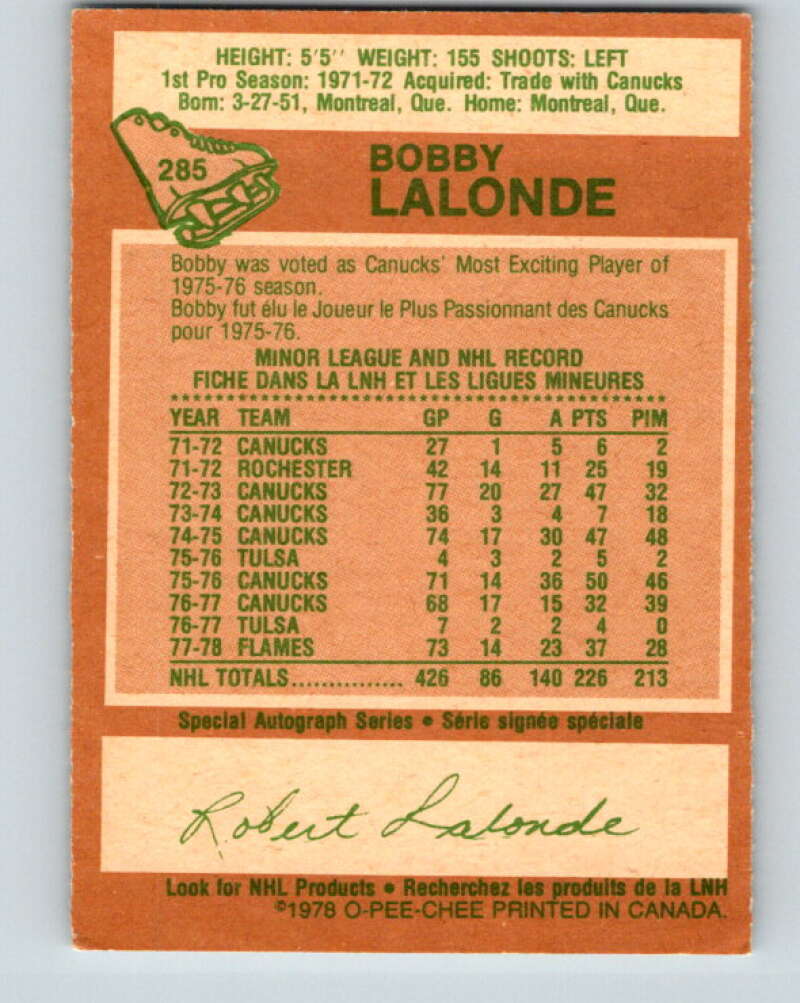 HEIGHT: 5'5'' WEIGHT: 155 SHOOTS: LEFT
1st Pro Season: 1971-72 Acquired: Trade with Canucks
Born: 3-27-51, Montreal, Que. Home: Montreal, Que.
285
BOBBY
LALONDE
Bobby was voted as Canucks' Most Exciting Player of
1975-76 season.
Bobby fut élu le Joueur le Plus Passionnant des Canucks
pour 1975-76.
MINOR LEAGUE AND NHL RECORD
FICHE DANS LA LNH ET LES LIGUES MINEURES
YEAR TEAM GP G A PTS PIM
71-72 CANUCKS 27 1 5 6 2
71-72 ROCHESTER 42 14 11 25 19
72-73 CANUCKS 77 20 27 47 32
73-74 CANUCKS 36 3 4 7 18
74-75 CANUCKS 74 17 30 47 48
75-76 TULSA 4 3 2 5 2
75-76 CANUCKS 71 14 36 50 46
76-77 CANUCKS 68 17 15 32 39
76-77 TULSA 7 2 2 4 0
77-78 FLAMES 73 14 23 37 28
NHL TOTALS............... 426 86 140 226 213
Special Autograph Series • Série signée spéciale
Robert Lalonde
Look for NHL Products • Recherchez les produits de la LNH
©1978 O-PEE-CHEE PRINTED IN CANADA.